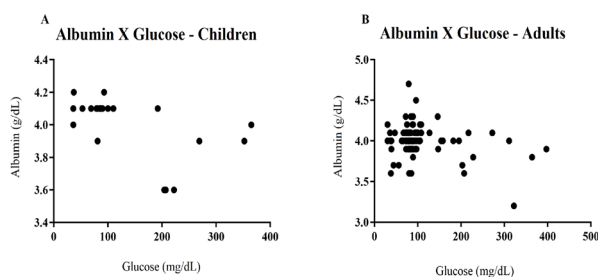 A
Albumin X Glucose - Children
Albumin (g/dL)
4.4
4.2
4.0
3.8
3.6
3.4
0
100
200
300
400
Glucose (mg/dL)
B
Albumin X Glucose - Adults
Albumin (g/dL)
5.0
4.5
4.0
3.5
3.0
0
100
200
300
400
500
Glucose (mg/dL)